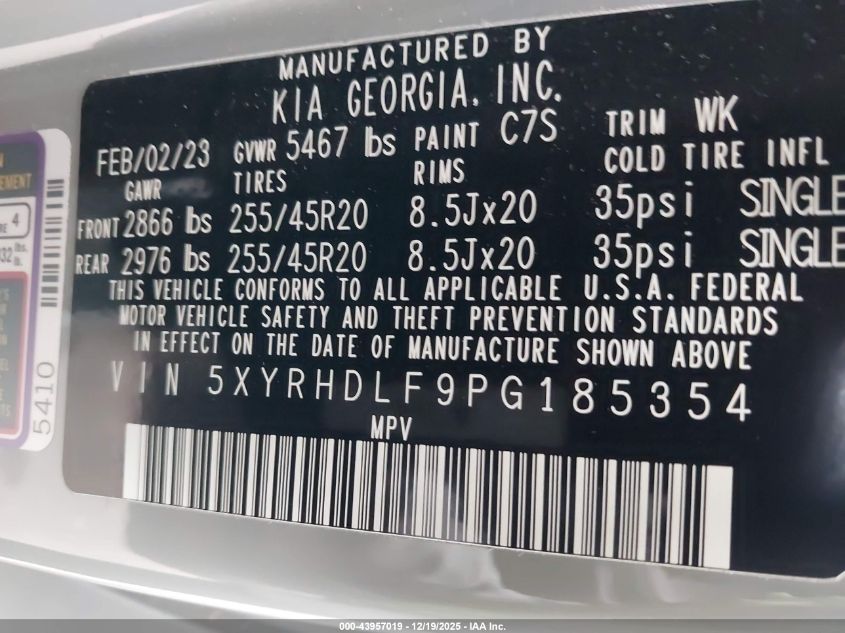 MANUFACTURED BY
KIA GEORGIA, INC.
FEB/02/23 GVWR 5467 lbs PAINT C7S TRIM WK
GAWR TIRES RIMS COLD TIRE INFL
FRONT 2866 lbs 255/45R20 8.5Jx20 35psi SINGLE
REAR 2976 lbs 255/45R20 8.5Jx20 35psi SINGLE
THIS VEHICLE CONFORMS TO ALL APPLICABLE U.S.A. FEDERAL
MOTOR VEHICLE SAFETY AND THEFT PREVENTION STANDARDS
IN EFFECT ON THE DATE OF MANUFACTURE SHOWN ABOVE
VIN 5XYRHDLF9PG185354
MPV
5410
4
lbs.
000-43957019 - 12/19/2025 - IAA Inc.